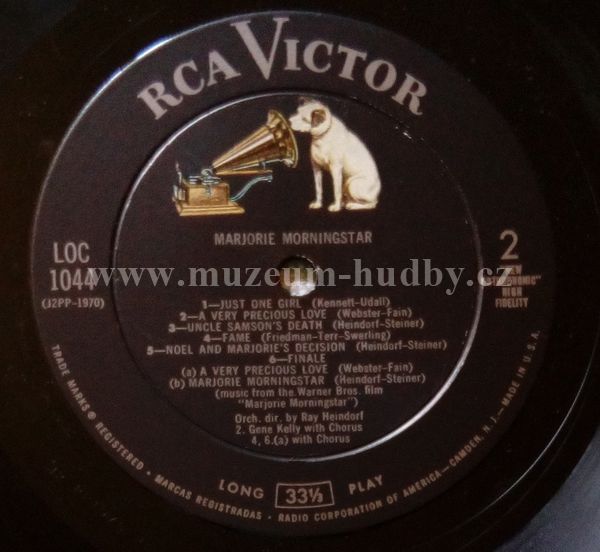 RCA VICTOR
MARJORIE MORNINGSTAR
LOC
1044
(J2PP-1970)
2
"ORTHOPHONIC"
HIGH
FIDELITY
www.muzeum-hudby.cz
1—JUST ONE GIRL (Kennett-Udall)
2—A VERY PRECIOUS LOVE (Webster-Fain)
3—UNCLE SAMSON'S DEATH (Heindorf-Steiner)
4—FAME (Friedman-Terr-Swerling)
5—NOEL AND MARJORIE'S DECISION (Heindorf-Steiner)
6—FINALE
(a) A VERY PRECIOUS LOVE (Webster-Fain)
(b) MARJORIE MORNINGSTAR (Heindorf-Steiner)
(music from the Warner Bros. film
"Marjorie Morningstar")
Orch. dir. by Ray Heindorf
2. Gene Kelly with Chorus
4, 6.(a) with Chorus
LONG 33⅓ PLAY
TRADE MARKS ® REGISTERED • MARCAS REGISTRADAS • RADIO CORPORATION OF AMERICA—CAMDEN, N. J.—MADE IN U.S.A.